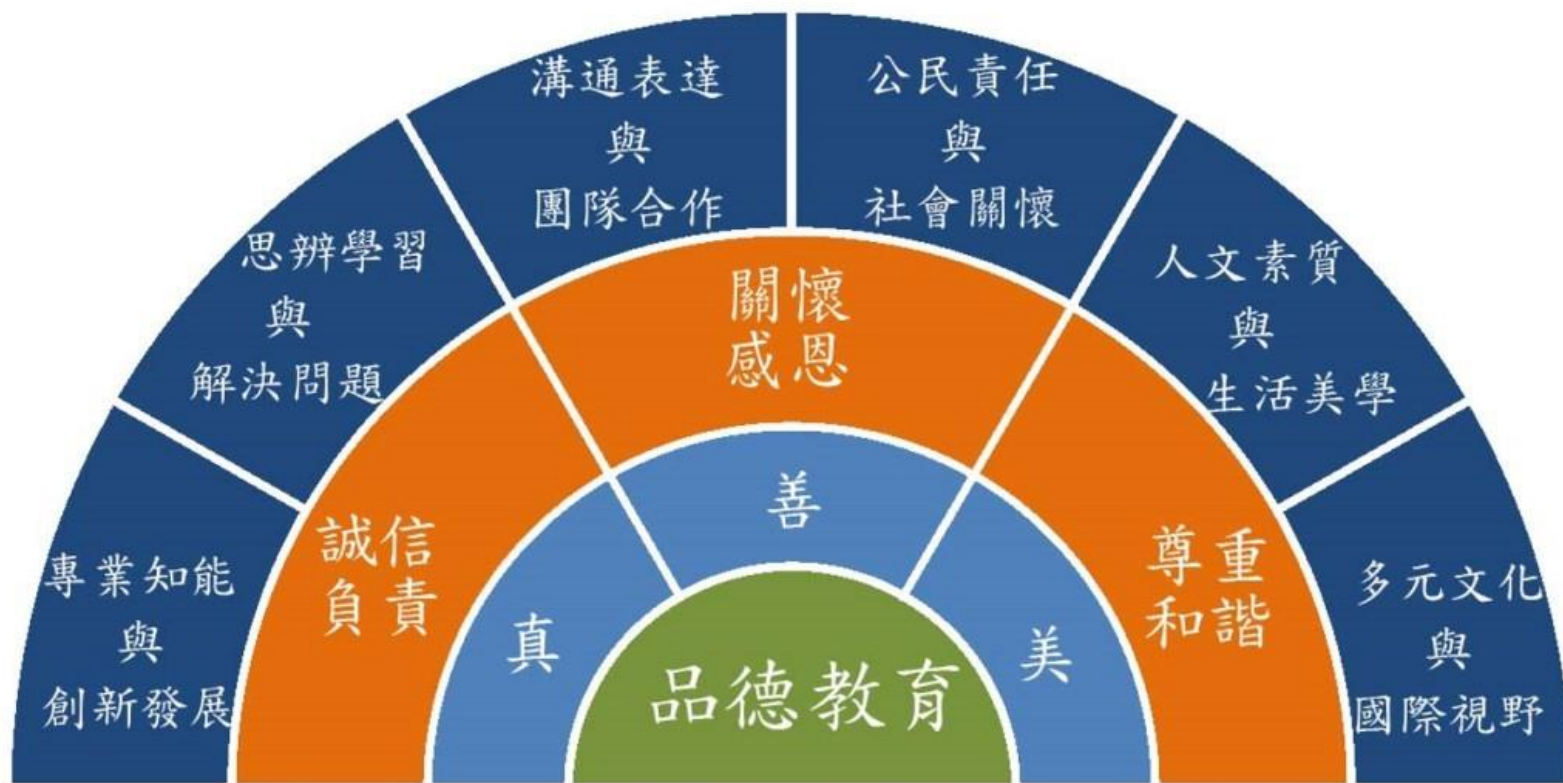 溝通表達
與
團隊合作
公民責任
與
社會關懷
思辨學習
與
解決問題
人文素質
與
生活美學
專業知能
與
創新發展
多元文化
與
國際視野
關懷
感恩
誠信
負責
尊重
和諧
真
善
美
品德教育